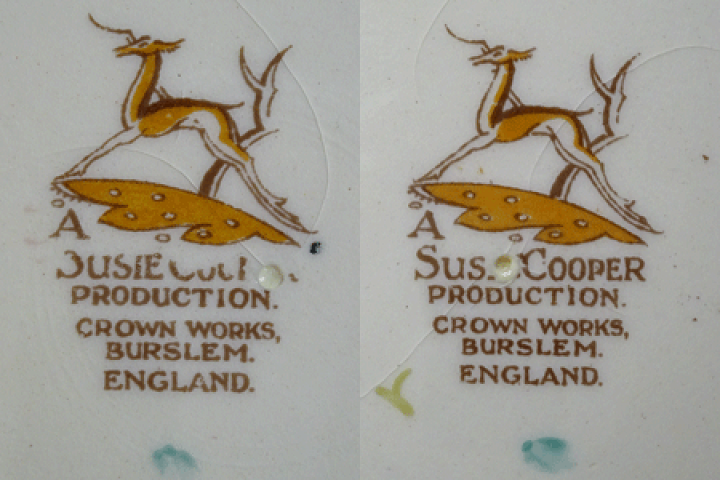 A
SUSIE
PRODUCTION.
CROWN WORKS,
BURSLEM.
ENGLAND.
A
COOPER
PRODUCTION.
CROWN WORKS,
BURSLEM.
ENGLAND.